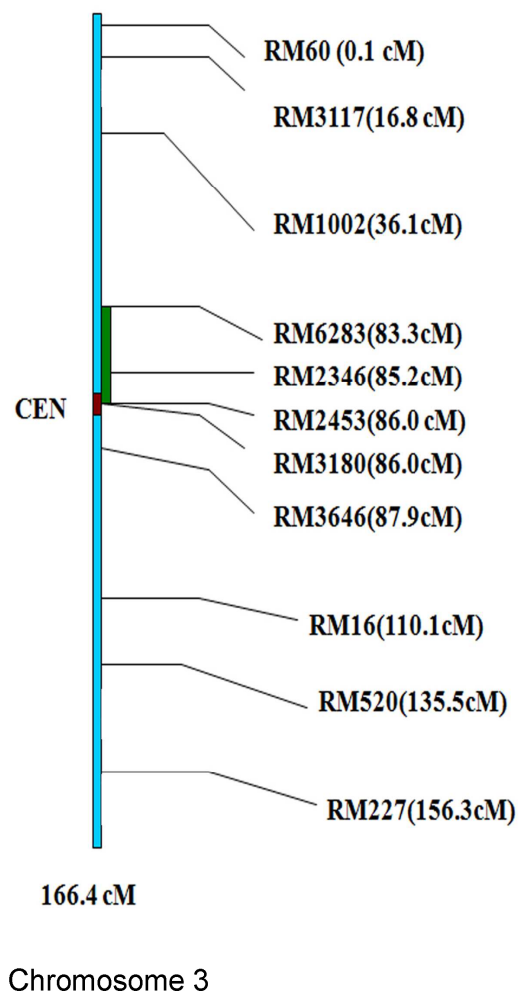 RM60 (0.1 cM)
RM3117(16.8 cM)
RM1002(36.1cM)
RM6283(83.3cM)
RM2346(85.2cM)
CEN
RM2453(86.0 cM)
RM3180(86.0cM)
RM3646(87.9cM)
RM16(110.1cM)
RM520(135.5cM)
RM227(156.3cM)
166.4 cM
Chromosome 3